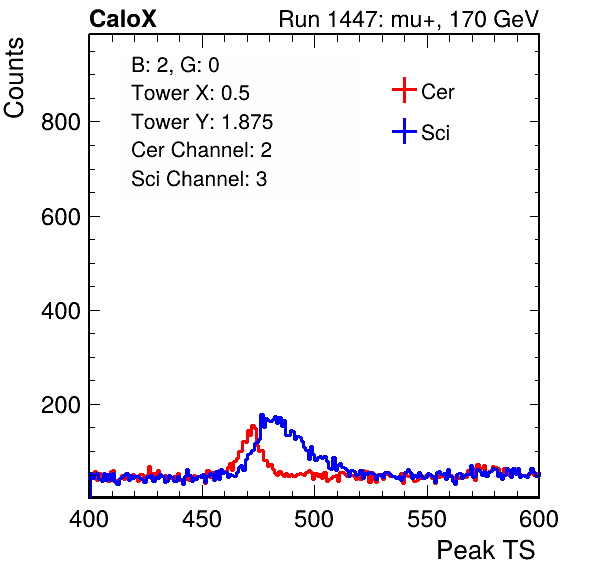 CaloX Run 1447: mu+, 170 GeV
Counts
B: 2, G: 0
Tower X: 0.5
Tower Y: 1.875
Cer Channel: 2
Sci Channel: 3
Cer
Sci
800
600
400
200
400 450 500 550 600
Peak TS